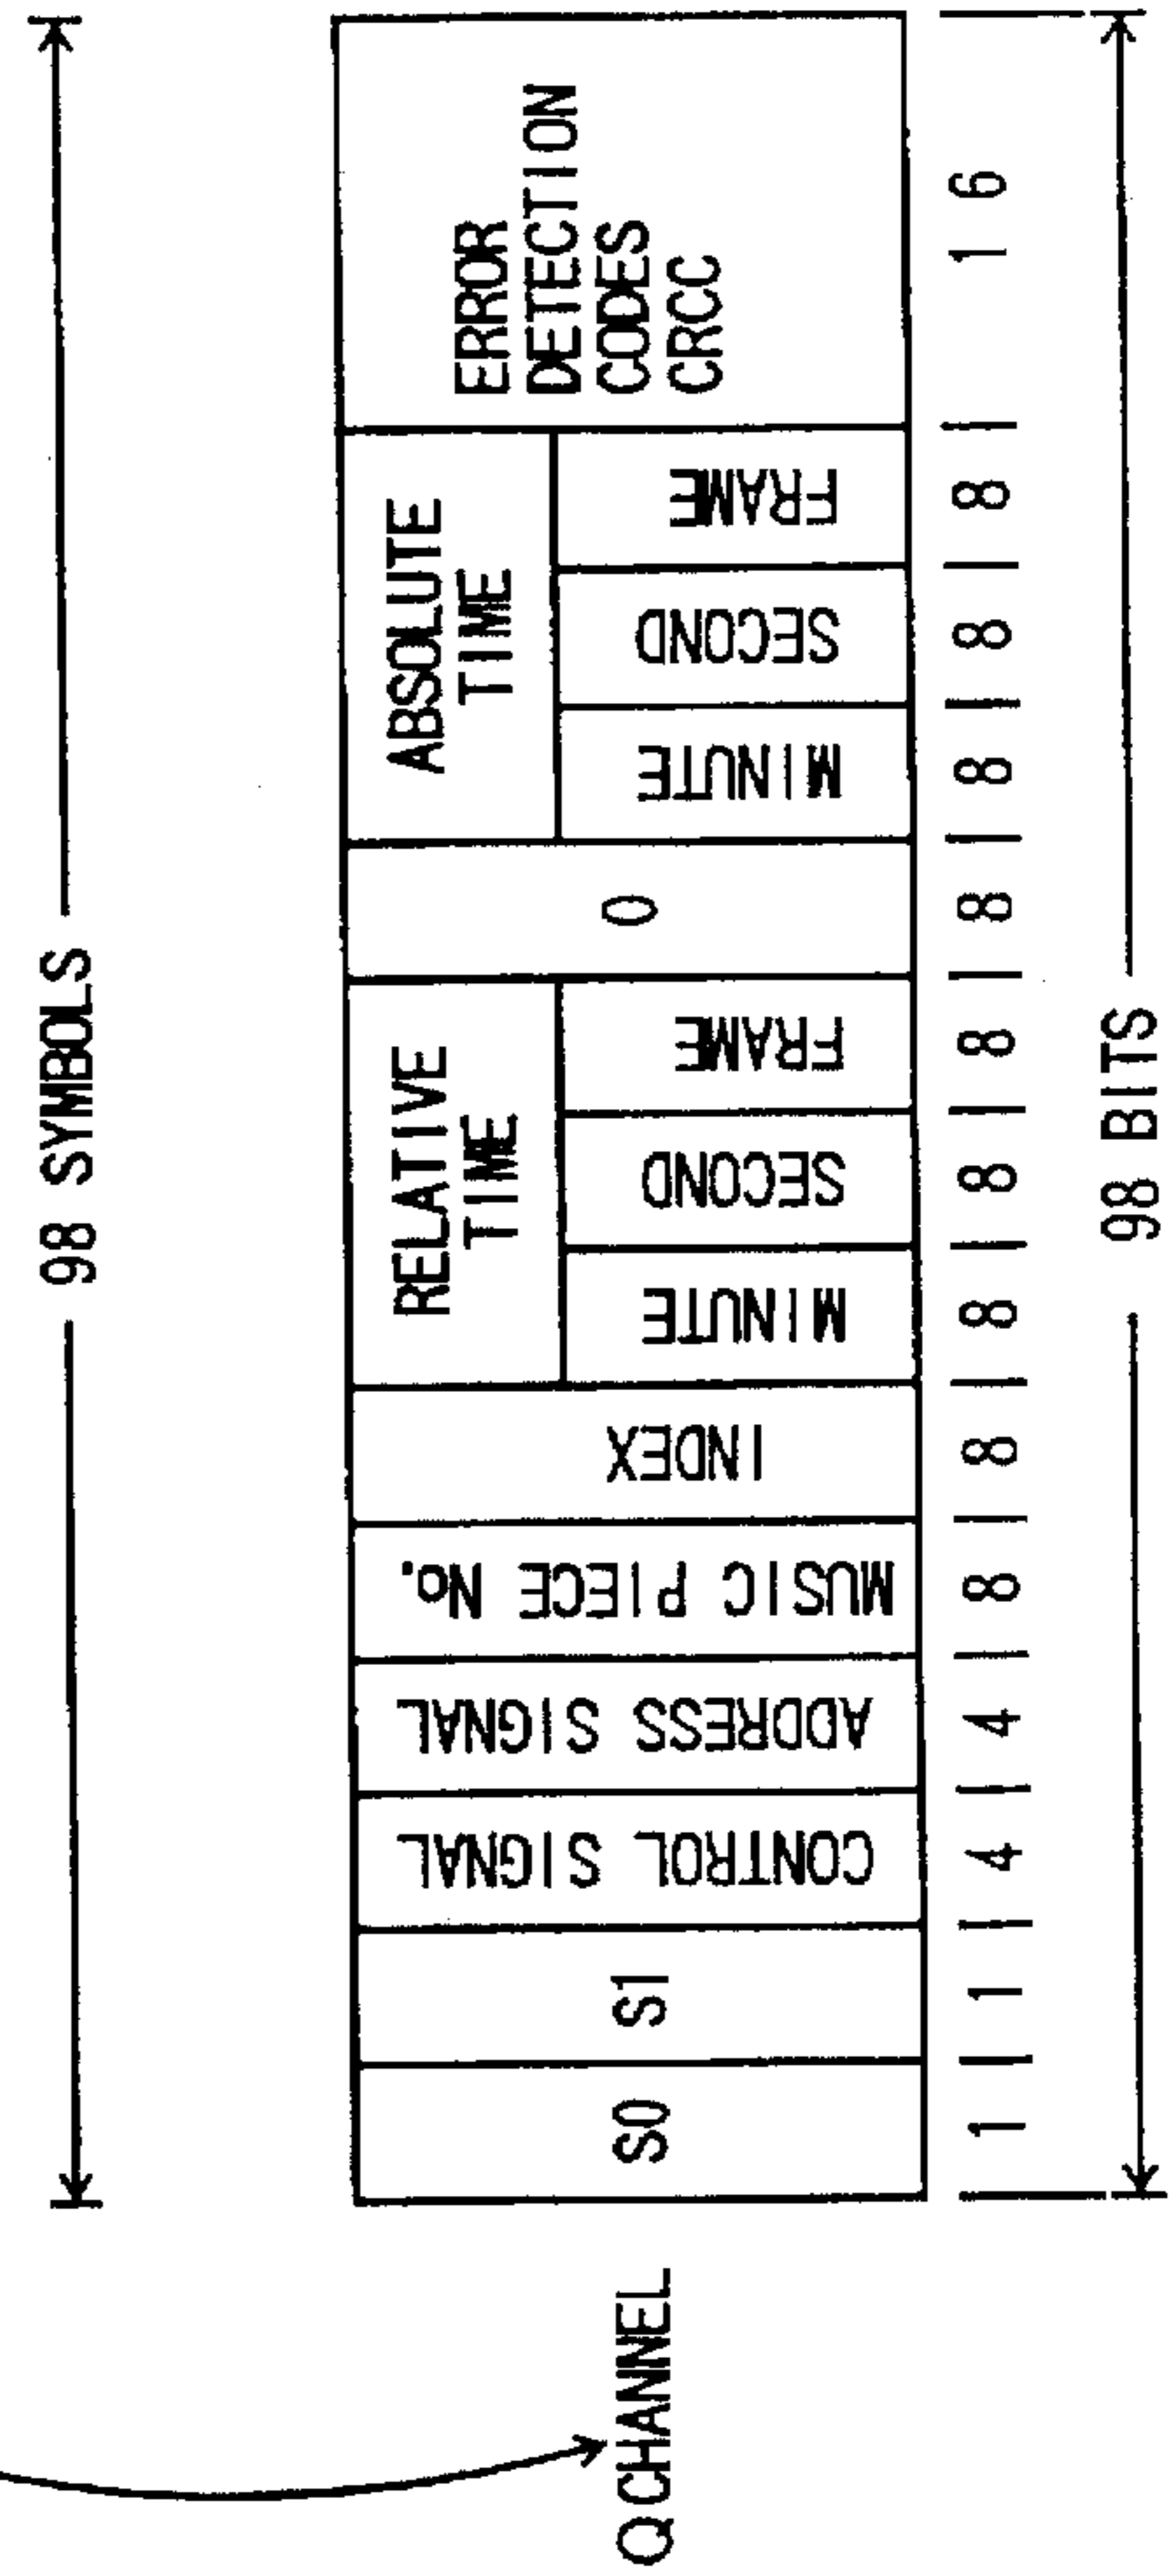 98 SYMBOLS
Q CHANNEL
S0
S1
CONTROL SIGNAL
ADDRESS SIGNAL
MUSIC PIECE No.
INDEX
RELATIVE
TIME
MINUTE
SECOND
FRAME
0
ABSOLUTE
TIME
MINUTE
SECOND
FRAME
ERROR
DETECTION
CODES
CRCC
1 1 4 4 8 8 8 8 8 8 8 8 8 16
98 BITS